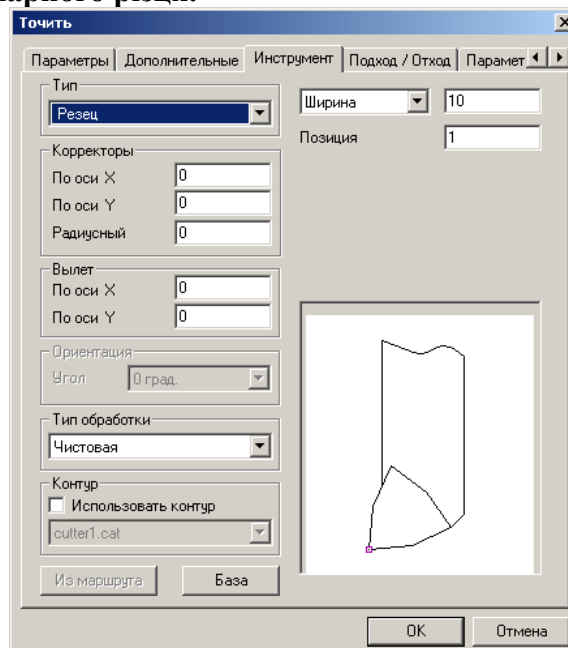 Точить
Параметры Дополнительные Инструмент Подход / Отход Парамет
Тип
Резец
Ширина 10
Позиция 1
Корректоры
По оси X 0
По оси Y 0
Радиусный 0
Вылет
По оси X 0
По оси Y 0
Ориентация
Угол 0 град.
Тип обработки
Чистовая
Контур
Использовать контур
cutter1.cat
Из маршрута База
OK Отмена